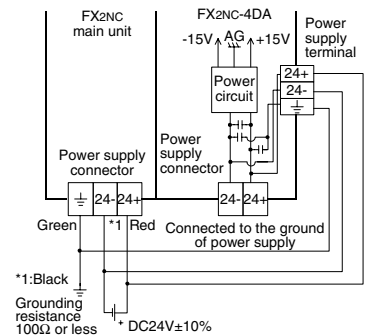 FX2NC
main unit
FX2NC-4DA
-15V AG +15V
Power
supply
terminal
24+
24-
Power
circuit
Power
supply
connector
Power supply
connector
24- 24+
24- 24+
Green *1 Red
Connected to the ground
of power supply
*1:Black
Grounding
resistance
100Ω or less
+ DC24V±10%